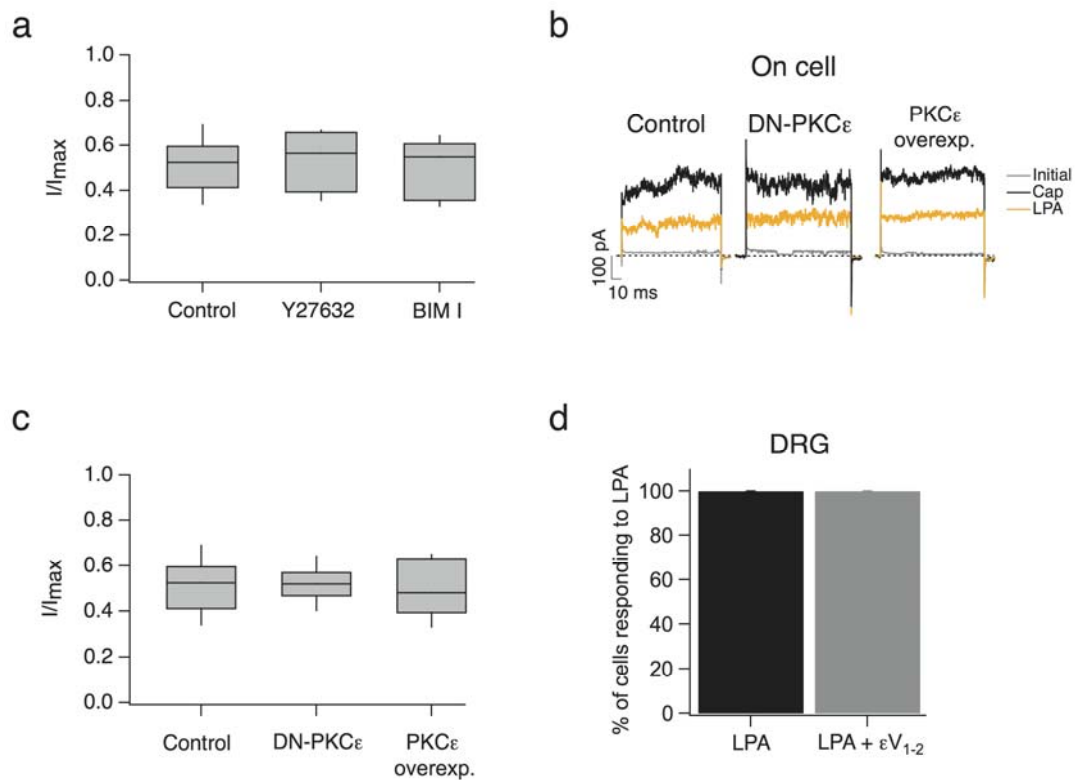 a
1.0
0.8
0.6
0.4
0.2
0.0
I/Imax
Control
Y27632
BIM I
b
On cell
Control
DN-PKCε
PKCε
overexp.
Initial
Cap
LPA
100 pA
10 ms
c
1.0
0.8
0.6
0.4
0.2
0.0
I/Imax
Control
DN-PKCε
PKCε
overexp.
d
DRG
% of cells responding to LPA
100
80
60
40
20
0
LPA
LPA + εV1-2